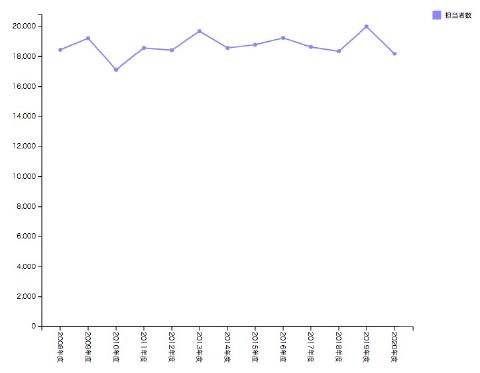 担当者数
20,000
18,000
16,000
14,000
12,000
10,000
8,000
6,000
4,000
2,000
0
2008年度
2009年度
2010年度
2011年度
2012年度
2013年度
2014年度
2015年度
2016年度
2017年度
2018年度
2019年度
2020年度